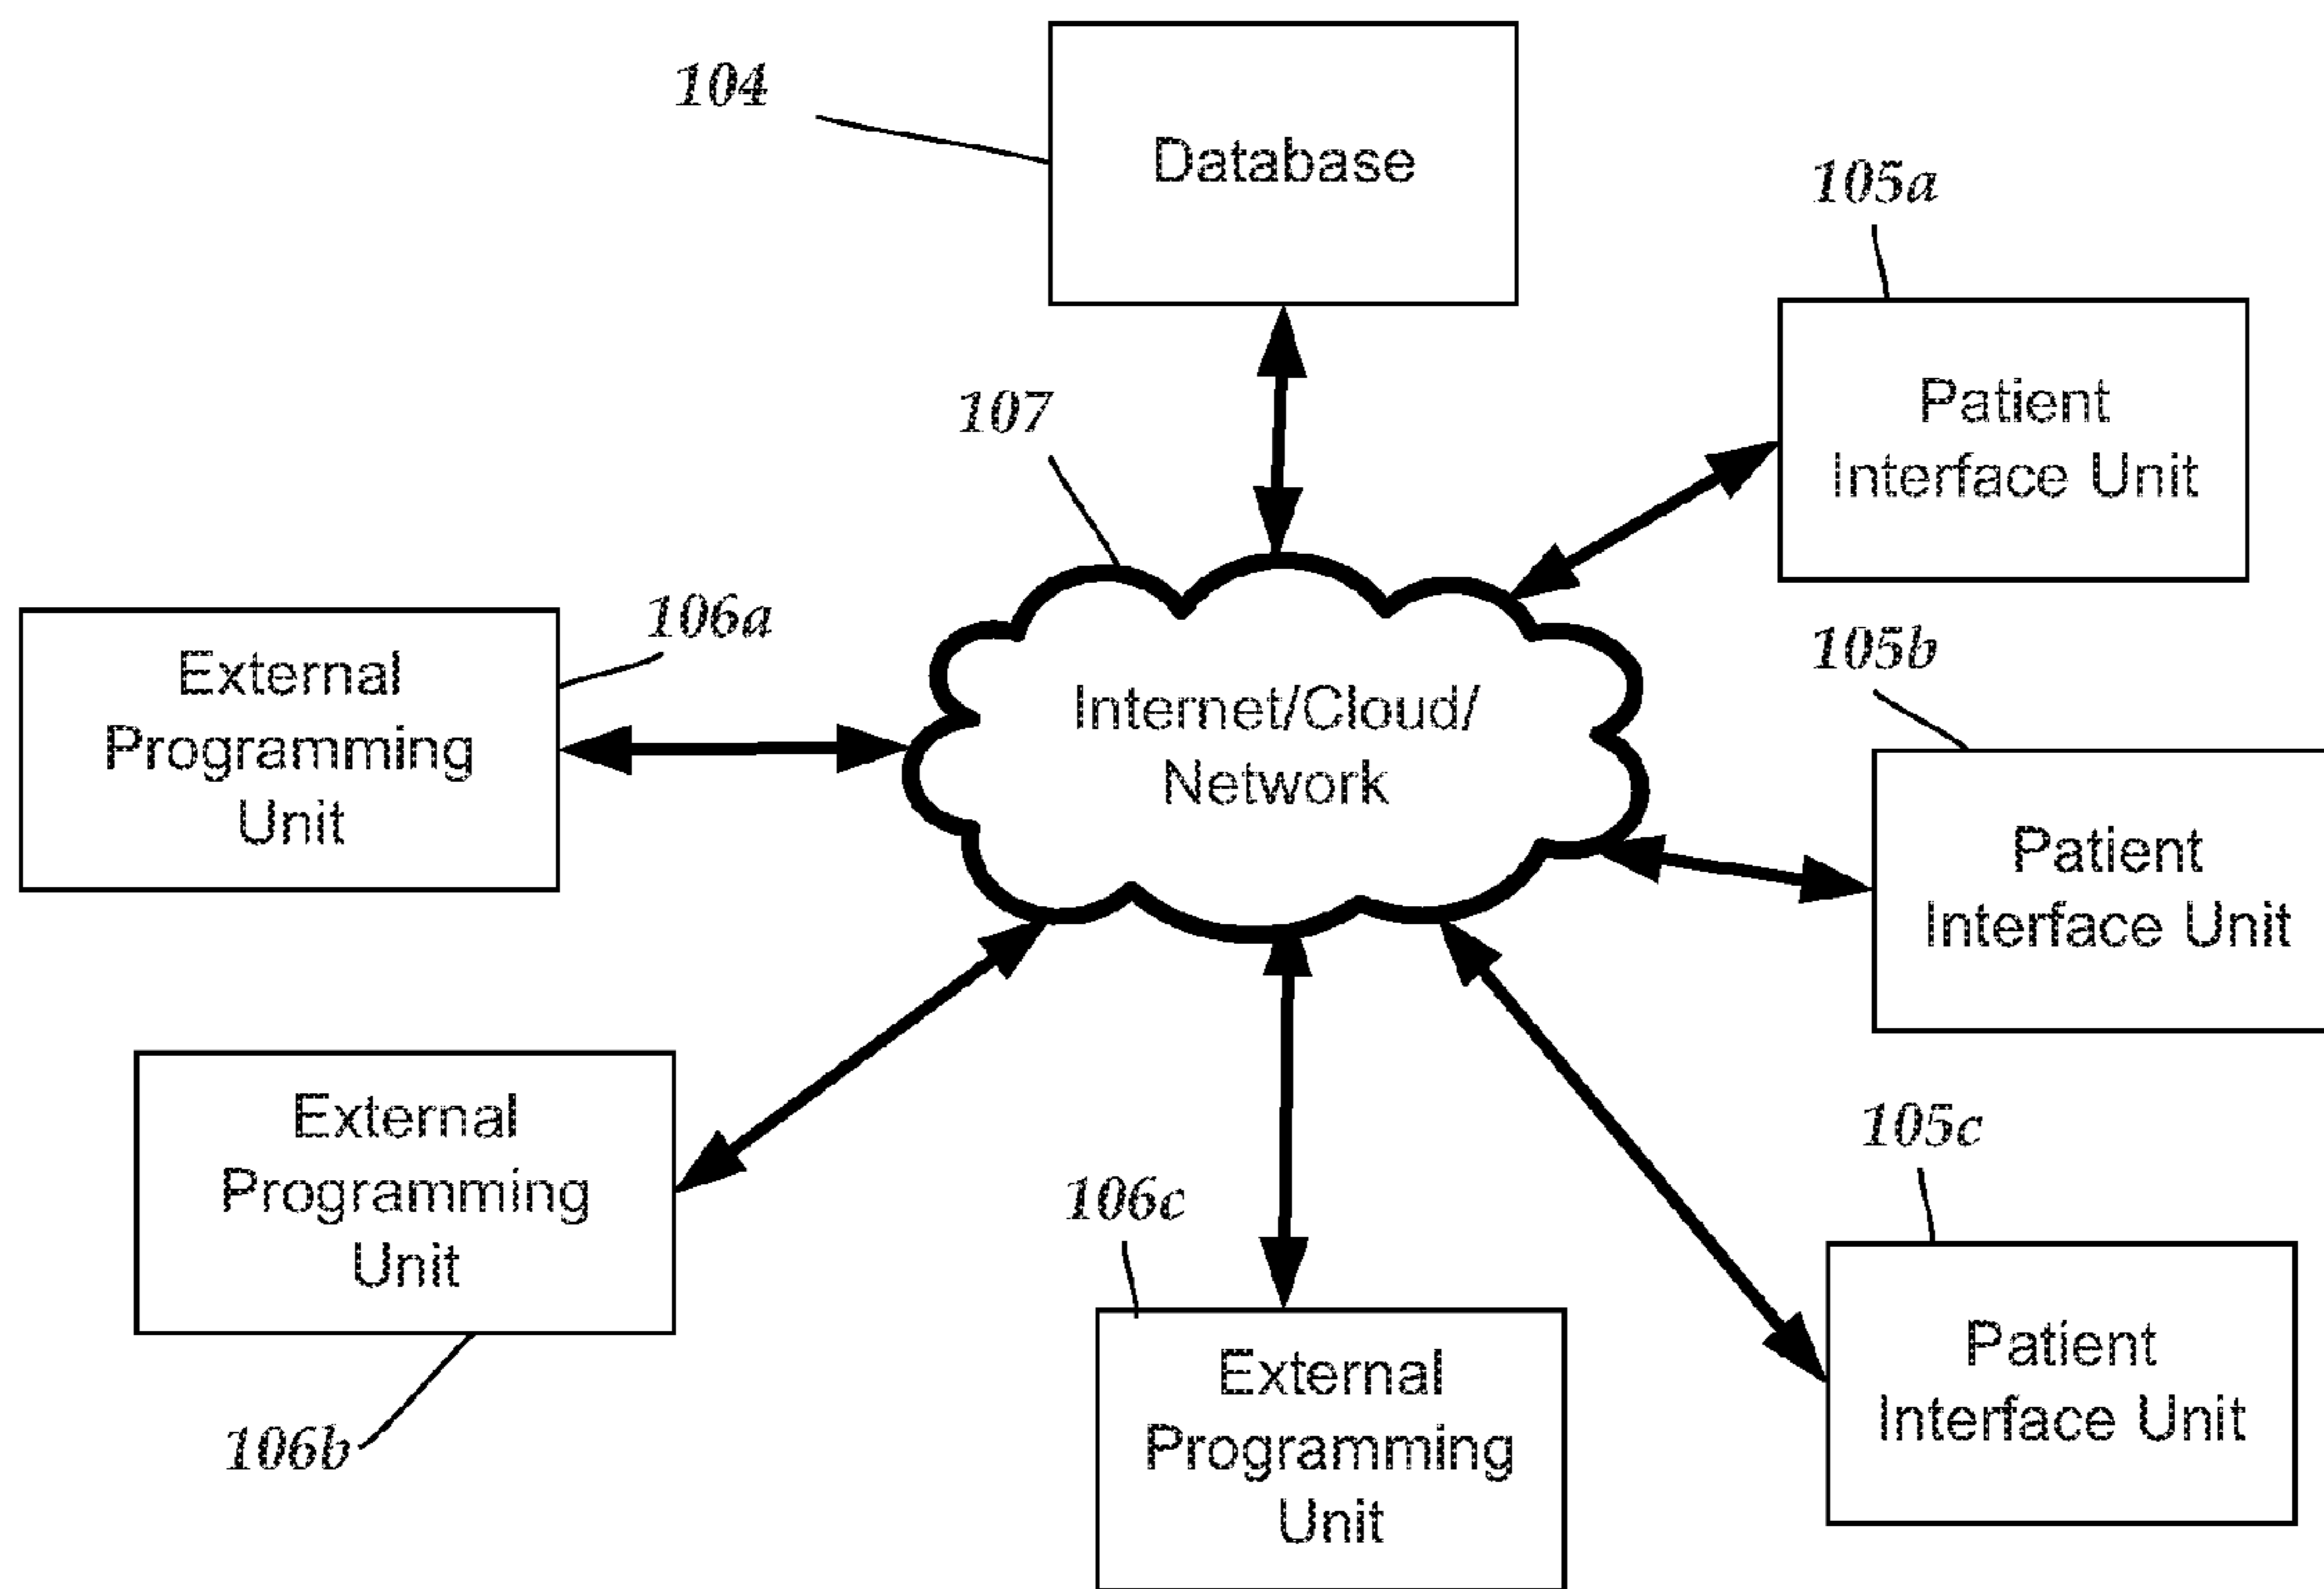 104
Database
105a
Patient
Interface Unit
107
106a
External
Programming
Unit
Internet/Cloud/
Network
105b
Patient
Interface Unit
External
Programming
Unit
106b
106c
External
Programming
Unit
105c
Patient
Interface Unit